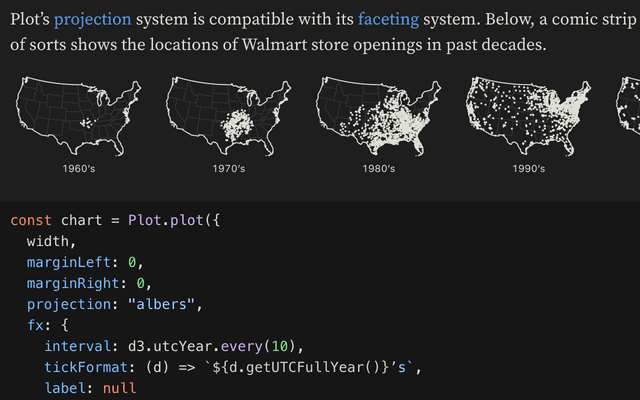 Plot’s projection system is compatible with its faceting system. Below, a comic strip
of sorts shows the locations of Walmart store openings in past decades.
1960’s 1970’s 1980’s 1990’s
const chart = Plot.plot({
  width,
  marginLeft: 0,
  marginRight: 0,
  projection: "albers",
  fx: {
    interval: d3.utcYear.every(10),
    tickFormat: (d) => `${d.getUTCFullYear()}’s`,
    label: null